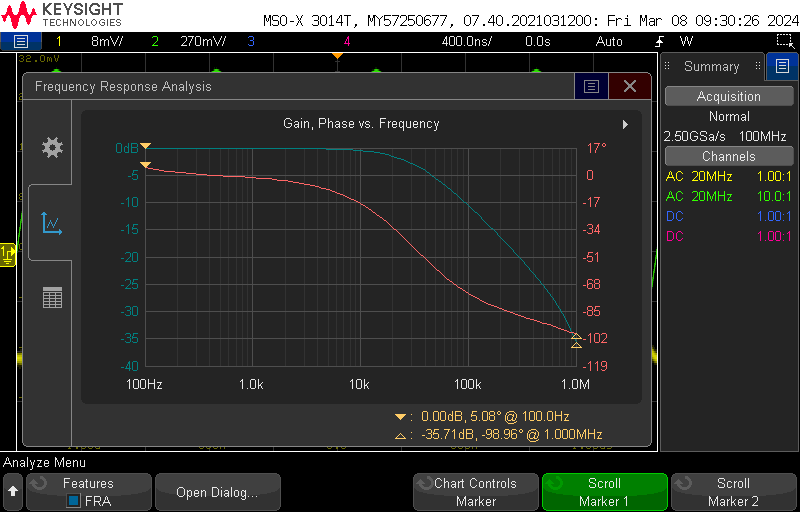 KEYSIGHT
TECHNOLOGIES
MSO-X 3014T, MY57250677, 07.40.2021031200: Fri Mar 08 09:30:26 2024
1 8mV/ 2 270mV/ 3 4 400.0ns/ 0.0s Auto W
32.0mV
Frequency Response Analysis
Summary
Acquisition
Normal
2.50GSa/s 100MHz
Channels
AC 20MHz 1.00:1
AC 20MHz 10.0:1
DC 1.00:1
DC 1.00:1
Gain, Phase vs. Frequency
0dB 17°
-5 0
-10 -17
-15 -34
-20 -51
-25 -68
-30 -85
-35 -102
-40 -119
100Hz 1.0k 10k 100k 1.0M
: 0.00dB, 5.08° @ 100.0Hz
: -35.71dB, -98.96° @ 1.000MHz
Analyze Menu
Features
FRA
Open Dialog...
Chart Controls
Marker
Scroll
Marker 1
Scroll
Marker 2